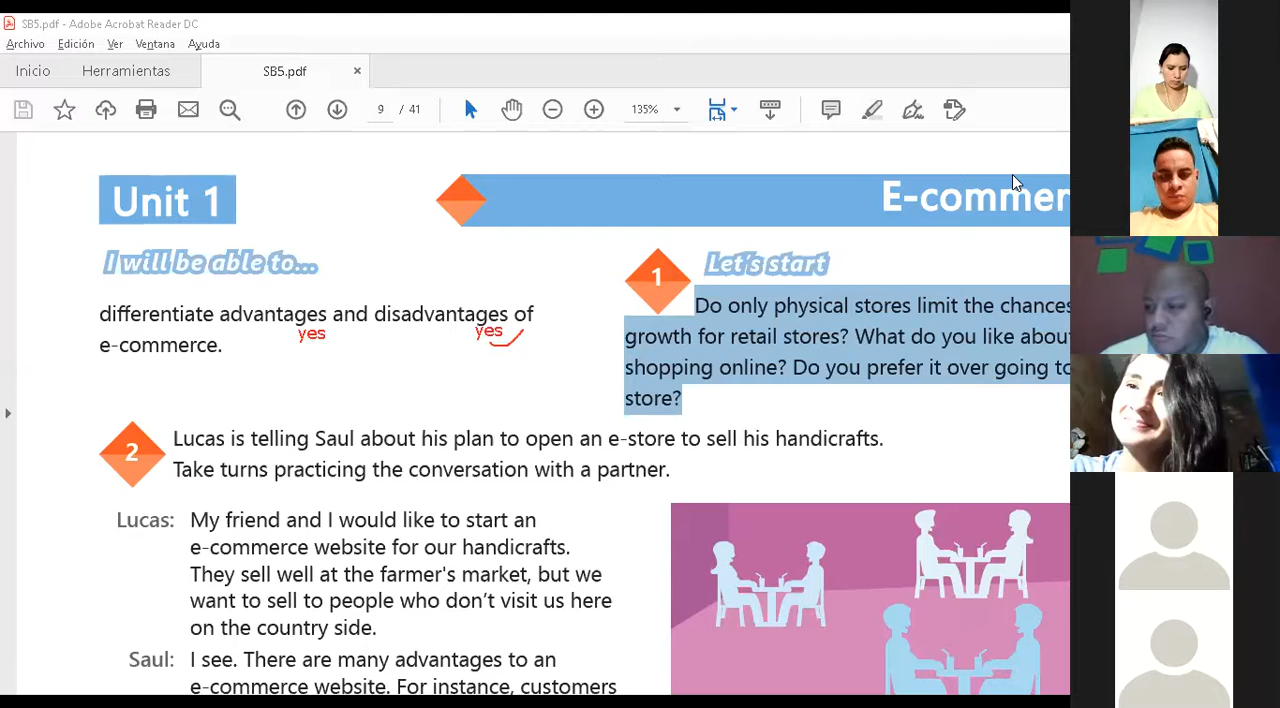 SB5.pdf - Adobe Acrobat Reader DC
Archivo Edición Ver Ventana Ayuda
Inicio Herramientas SB5.pdf ×
9 / 41 135%
Unit 1
E-commer
I will be able to...
differentiate advantages and disadvantages of
yes yes
e-commerce.
1 Let's start
Do only physical stores limit the chances
growth for retail stores? What do you like about
shopping online? Do you prefer it over going to
store?
2 Lucas is telling Saul about his plan to open an e-store to sell his handicrafts.
Take turns practicing the conversation with a partner.
Lucas: My friend and I would like to start an
e-commerce website for our handicrafts.
They sell well at the farmer's market, but we
want to sell to people who don't visit us here
on the country side.
Saul: I see. There are many advantages to an
e-commerce website. For instance, customers